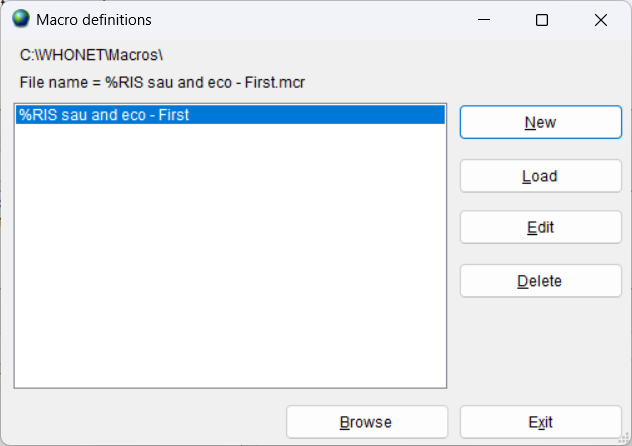 Macro definitions
C:\WHONET\Macros\
File name = %RIS sau and eco - First.mcr
%RIS sau and eco - First
New
Load
Edit
Delete
Browse
Exit